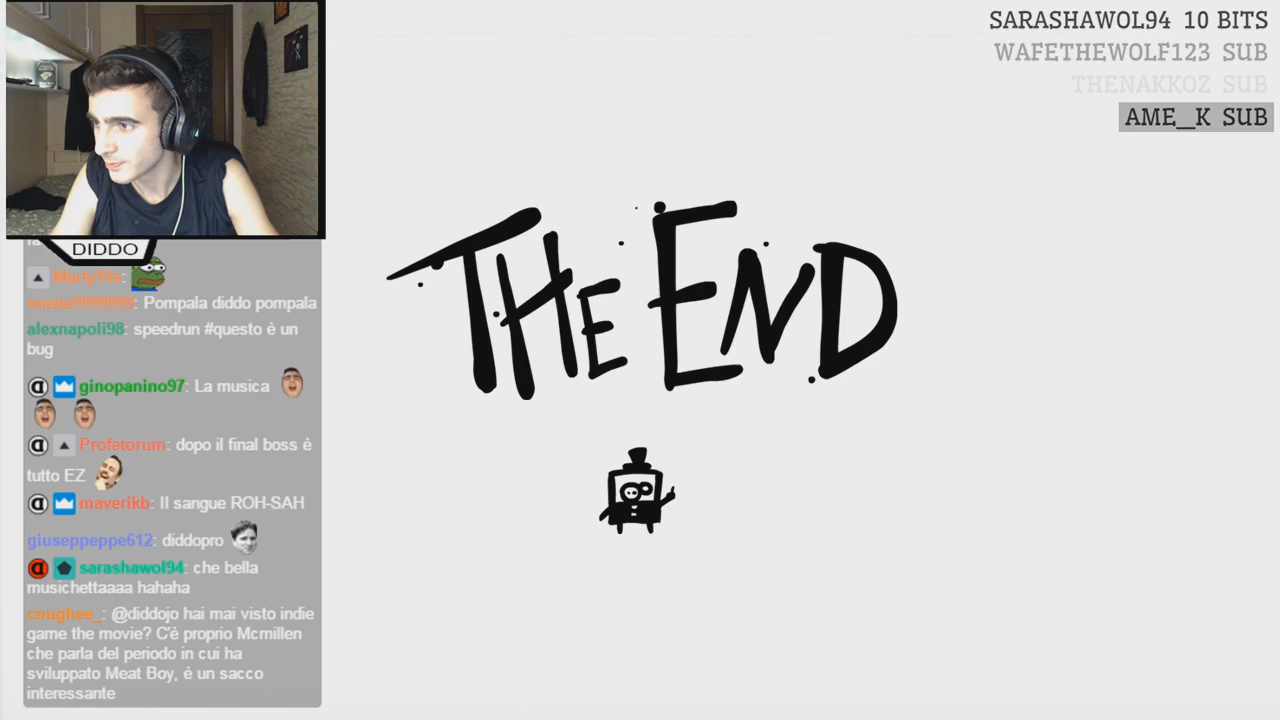 SARASHAWOL94 10 BITS
WAFETHEWOLF123 SUB
THENAKKOZ SUB
AME_K SUB
THE END
DIDDO
MartyT9s:
masie9899995: Pompala diddo pompala
alexnapoli98: speedrun #questo è un
bug
ginopanino97: La musica
Profetorum: dopo il final boss è
tutto EZ
maverikb: Il sangue ROH-SAH
giuseppeppe612: diddopro
sarashawol94: che bella
musichettaaaa hahaha
coughee_: @diddojo hai mai visto indie
game the movie? C'è proprio Mcmillen
che parla del periodo in cui ha
sviluppato Meat Boy, è un sacco
interessante